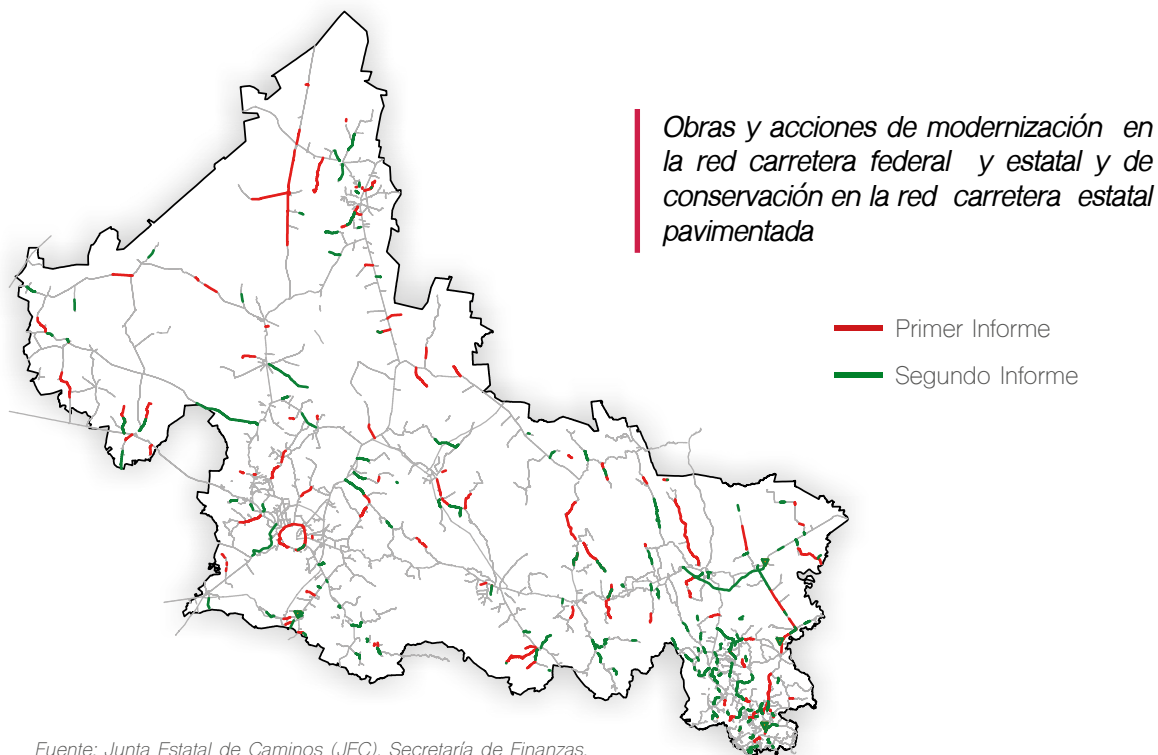 Obras y acciones de modernización en
la red carretera federal y estatal y de
conservación en la red carretera estatal
pavimentada
Primer Informe
Segundo Informe
Fuente: Junta Estatal de Caminos (JEC). Secretaría de Finanzas.